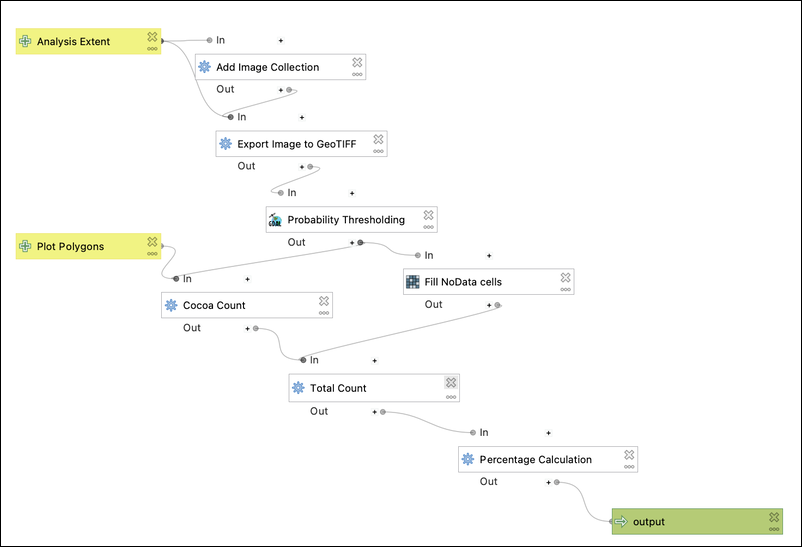 Analysis Extent
In
Add Image Collection
Out
In
Export Image to GeoTIFF
Out
In
GEAL
Probability Thresholding
Out
Plot Polygons
In
In
Fill NoData cells
Cocoa Count
Out
Out
In
Total Count
Out
In
Percentage Calculation
Out
output